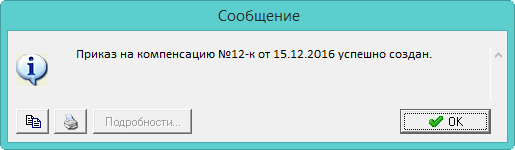 Сообщение
Приказ на компенсацию №12-к от 15.12.2016 успешно создан.
Подробности...
OK